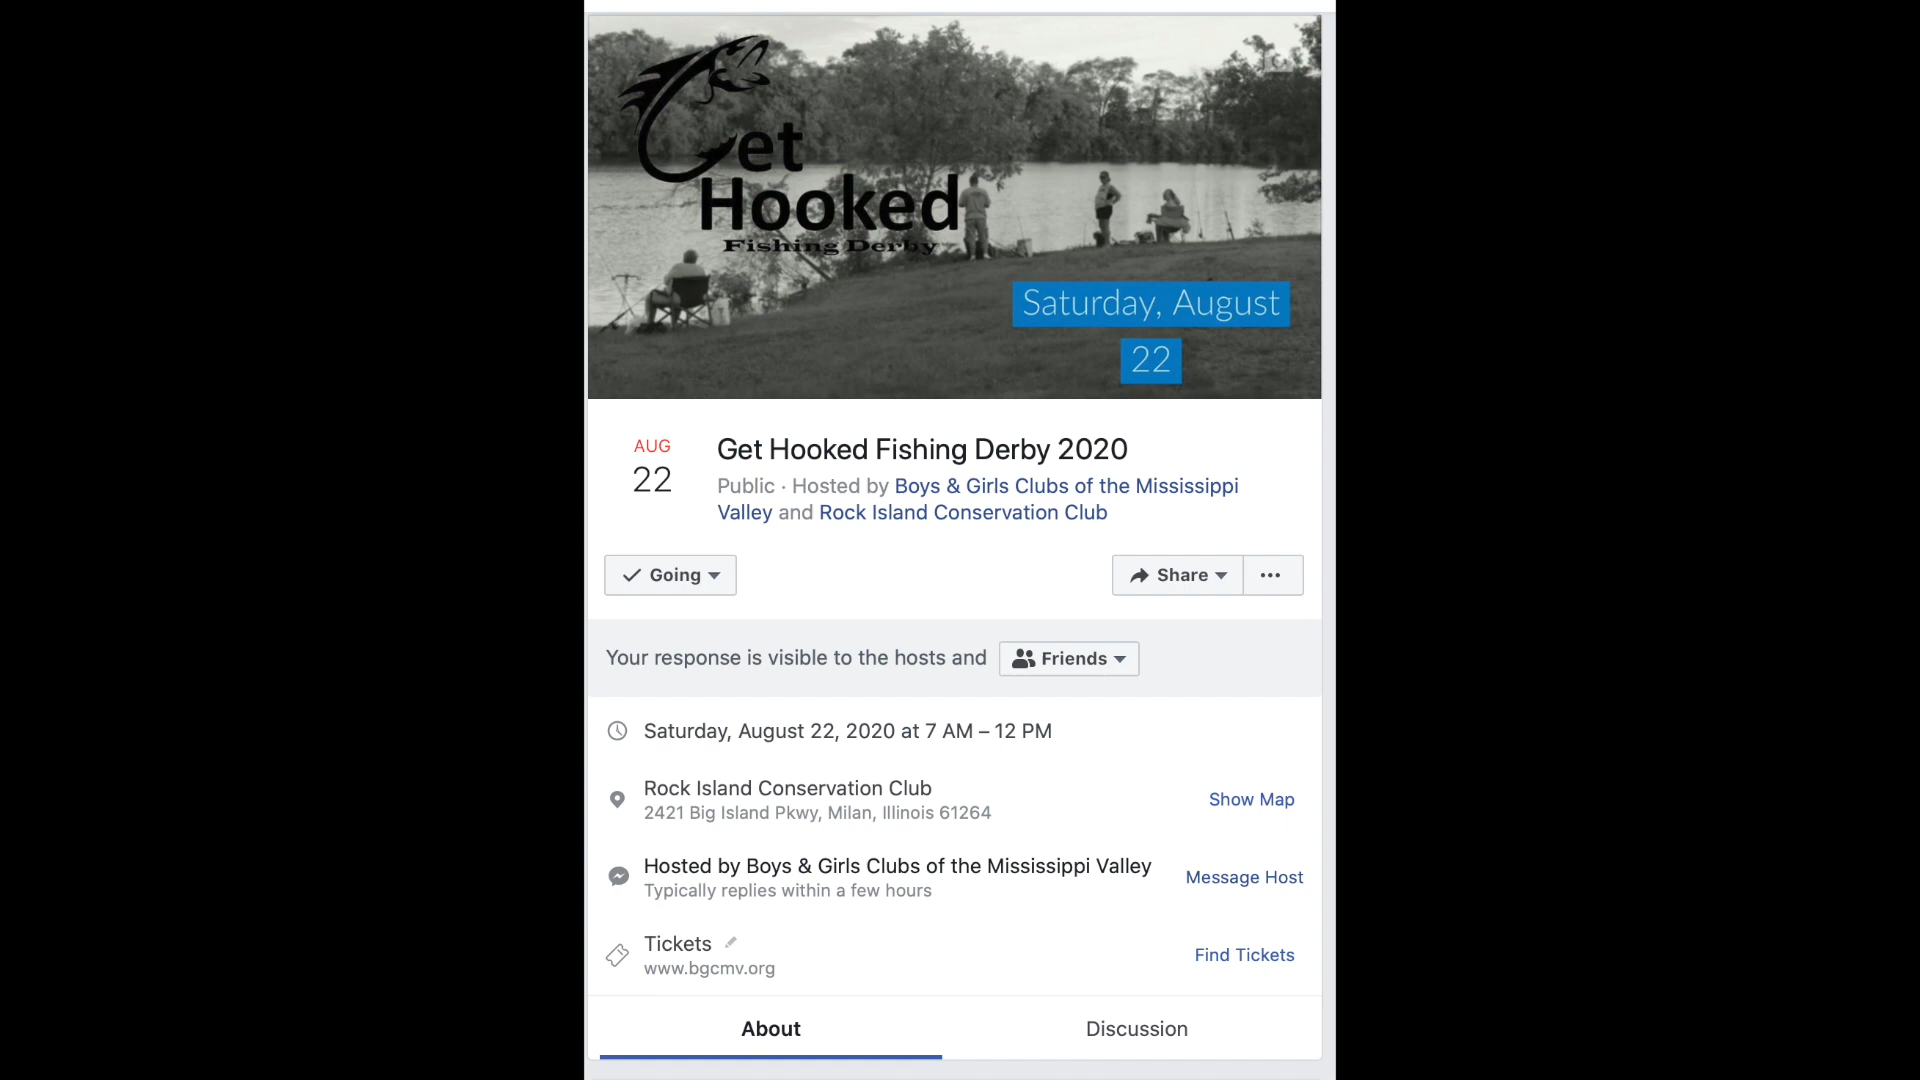 Get
Hooked
Fishing Derby
Saturday, August
22
AUG
22
Get Hooked Fishing Derby 2020
Public · Hosted by Boys & Girls Clubs of the Mississippi
Valley and Rock Island Conservation Club
Going
Share
Your response is visible to the hosts and Friends
Saturday, August 22, 2020 at 7 AM – 12 PM
Rock Island Conservation Club
2421 Big Island Pkwy, Milan, Illinois 61264
Show Map
Hosted by Boys & Girls Clubs of the Mississippi Valley
Typically replies within a few hours
Message Host
Tickets
www.bgcmv.org
Find Tickets
About
Discussion